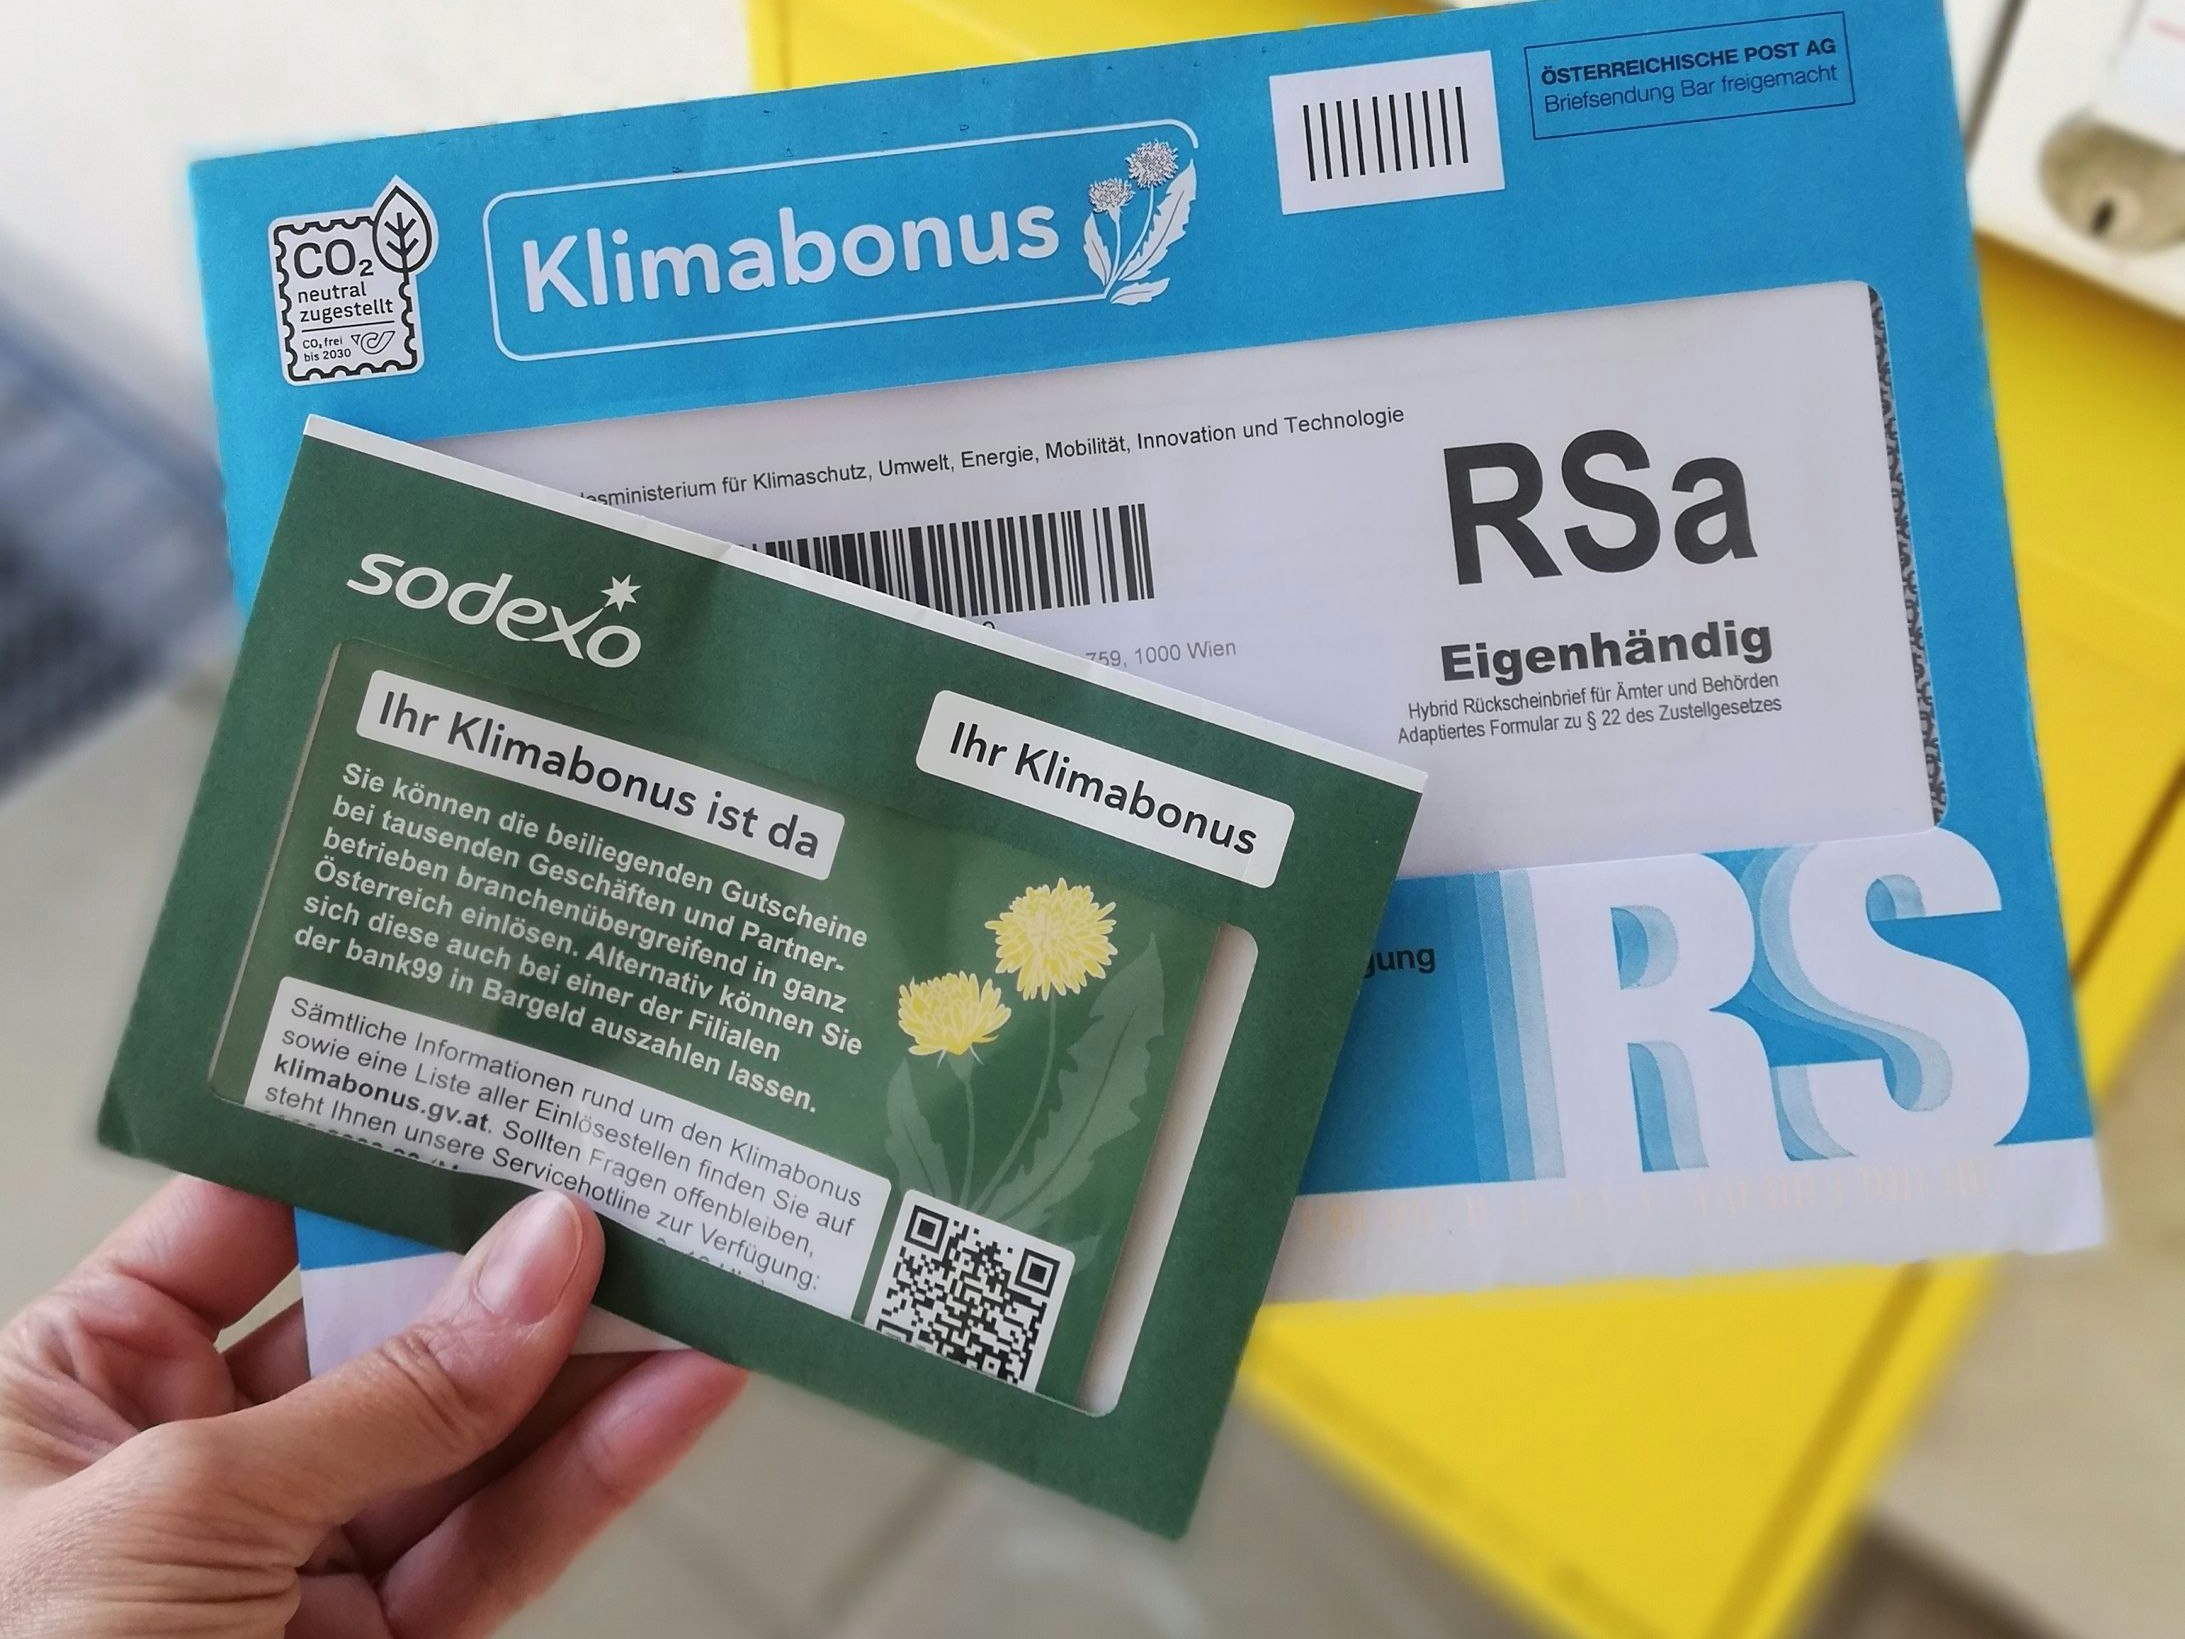 ÖSTERREICHISCHE POST AG
Briefsendung Bar freigemacht
CO₂
neutral
zugestellt
CO₂ frei
bis 2030
Klimabonus
für Klimaschutz, Umwelt, Energie, Mobilität, Innovation und Technologie
RSa
Eigenhändig
Hybrid Rückscheinbrief für Ämter und Behörden
Adaptiertes Formular zu § 22 des Zustellgesetzes
759, 1000 Wien
RS
sodexo
Ihr Klimabonus ist da
Ihr Klimabonus
Sie können die beiliegenden Gutscheine
bei tausenden Geschäften und Partner-
betrieben branchenübergreifend in ganz
Österreich einlösen. Alternativ können Sie
sich diese auch bei einer der Filialen
der bank99 in Bargeld auszahlen lassen.
Sämtliche Informationen rund um den Klimabonus
sowie eine Liste aller Einlösestellen finden Sie auf
klimabonus.gv.at. Sollten Fragen offenbleiben,
steht Ihnen unsere Servicehotline zur Verfügung: